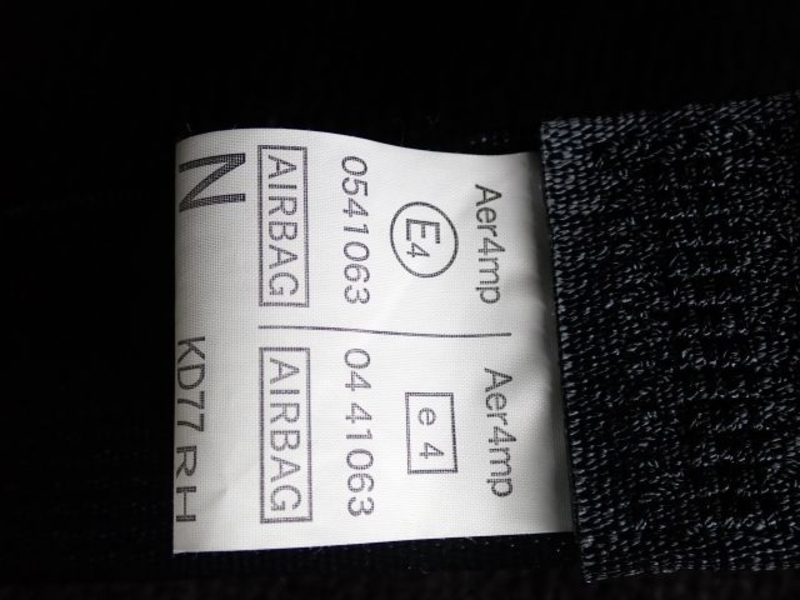 Aer4mp
E4
0541063
AIRBAG
Aer4mp
e 4
04 41063
AIRBAG
N KD77 RH